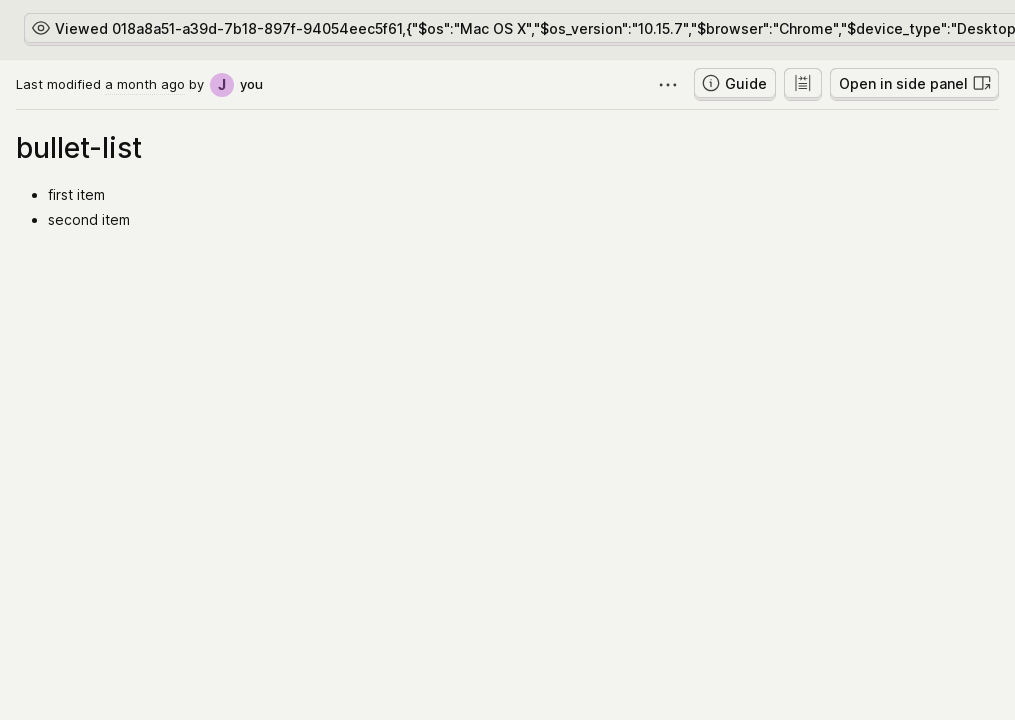 Viewed 018a8a51-a39d-7b18-897f-94054eec5f61,{"$os":"Mac OS X","$os_version":"10.15.7","$browser":"Chrome","$device_type":"Desktop
Last modified a month ago by J you
Guide
Open in side panel
bullet-list
• first item
• second item